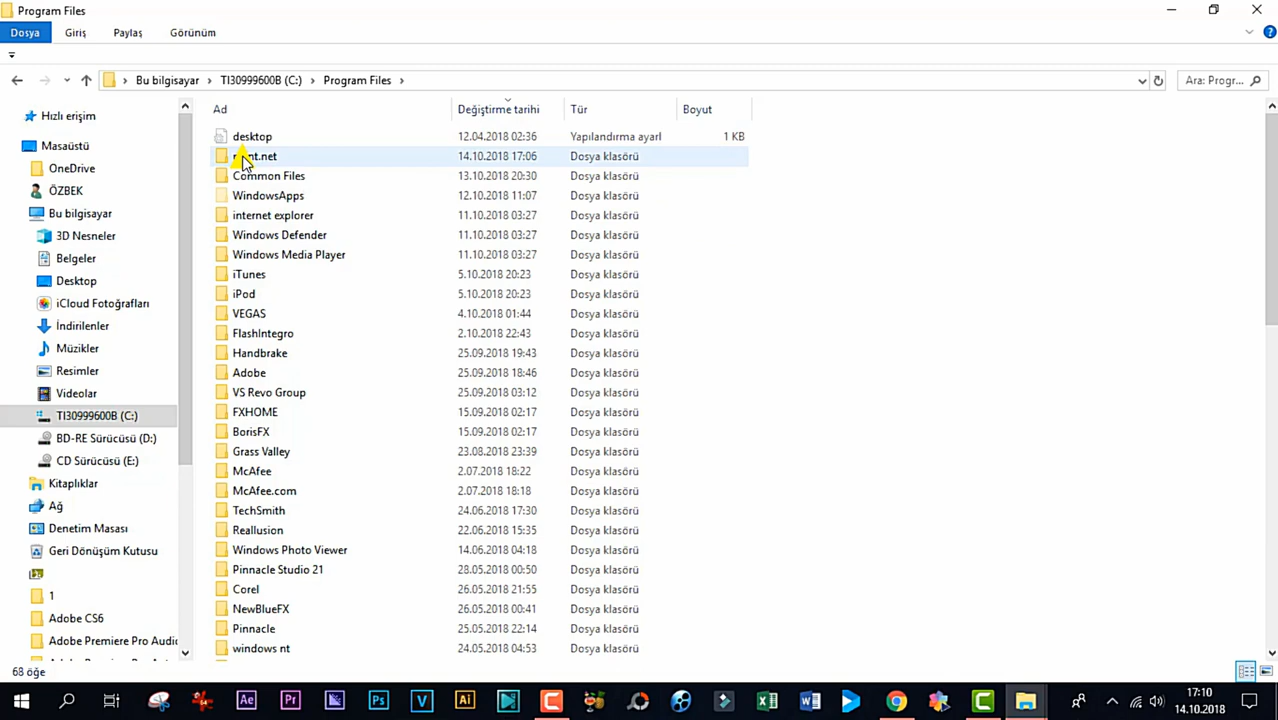 Program Files
Dosya Giriş Paylaş Görünüm
Bu bilgisayar TI30999600B (C:) Program Files Ara: Progr...
Ad Değiştirme tarihi Tür Boyut
desktop 12.04.2018 02:36 Yapılandırma ayarl 1 KB
14.10.2018 17:06 Dosya klasörü
Common Files 13.10.2018 20:30 Dosya klasörü
WindowsApps 12.10.2018 11:07 Dosya klasörü
internet explorer 11.10.2018 03:27 Dosya klasörü
Windows Defender 11.10.2018 03:27 Dosya klasörü
Windows Media Player 11.10.2018 03:27 Dosya klasörü
iTunes 5.10.2018 20:23 Dosya klasörü
iPod 5.10.2018 20:23 Dosya klasörü
VEGAS 4.10.2018 01:44 Dosya klasörü
FlashIntegro 2.10.2018 22:43 Dosya klasörü
Handbrake 25.09.2018 19:43 Dosya klasörü
Adobe 25.09.2018 18:46 Dosya klasörü
VS Revo Group 25.09.2018 03:12 Dosya klasörü
FXHOME 15.09.2018 02:17 Dosya klasörü
BorisFX 15.09.2018 02:17 Dosya klasörü
Grass Valley 23.08.2018 23:39 Dosya klasörü
McAfee 2.07.2018 18:22 Dosya klasörü
McAfee.com 2.07.2018 18:18 Dosya klasörü
TechSmith 24.06.2018 17:30 Dosya klasörü
Reallusion 22.06.2018 15:35 Dosya klasörü
Windows Photo Viewer 14.06.2018 04:18 Dosya klasörü
Pinnacle Studio 21 28.05.2018 00:50 Dosya klasörü
Corel 26.05.2018 21:55 Dosya klasörü
NewBlueFX 26.05.2018 00:41 Dosya klasörü
Pinnacle 25.05.2018 22:14 Dosya klasörü
windows nt 24.05.2018 04:53 Dosya klasörü
Hızlı erişim
Masaüstü
OneDrive
ÖZBEK
Bu bilgisayar
3D Nesneler
Belgeler
Desktop
iCloud Fotoğrafları
İndirilenler
Müzikler
Resimler
Videolar
TI30999600B (C:)
BD-RE Sürücüsü (D:)
CD Sürücüsü (E:)
Kitaplıklar
Ağ
Denetim Masası
Geri Dönüşüm Kutusu
1
Adobe CS6
Adobe Premiere Pro Audio
68 öğe
Ae Pr Ps V Ai
17:10
14.10.2018